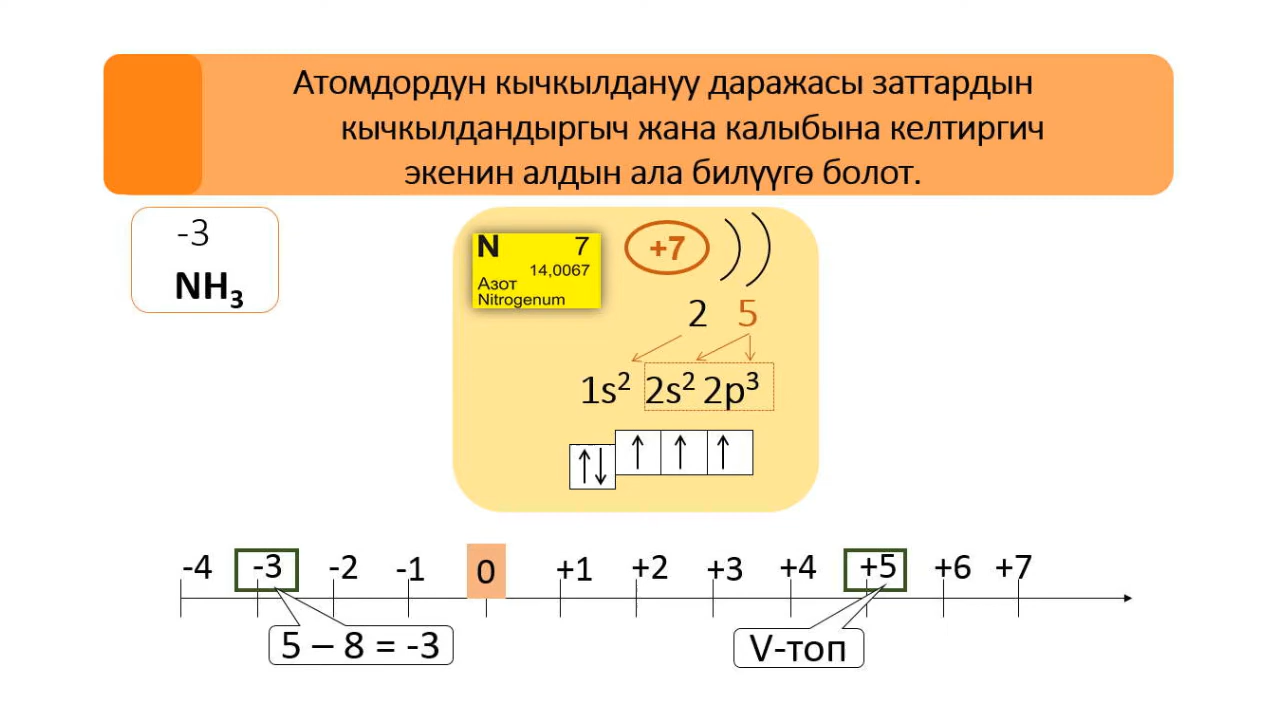 Атомдордун кычкылдануу даражасы заттардын
кычкылдандыргыч жана калыбына келтиргич
экенин алдын ала билүүгө болот.
-3
NH₃
N 7
14,0067
Азот
Nitrogenum
+7
2 5
1s² 2s² 2p³
-4 -3 -2 -1 0 +1 +2 +3 +4 +5 +6 +7
5 – 8 = -3
V-топ